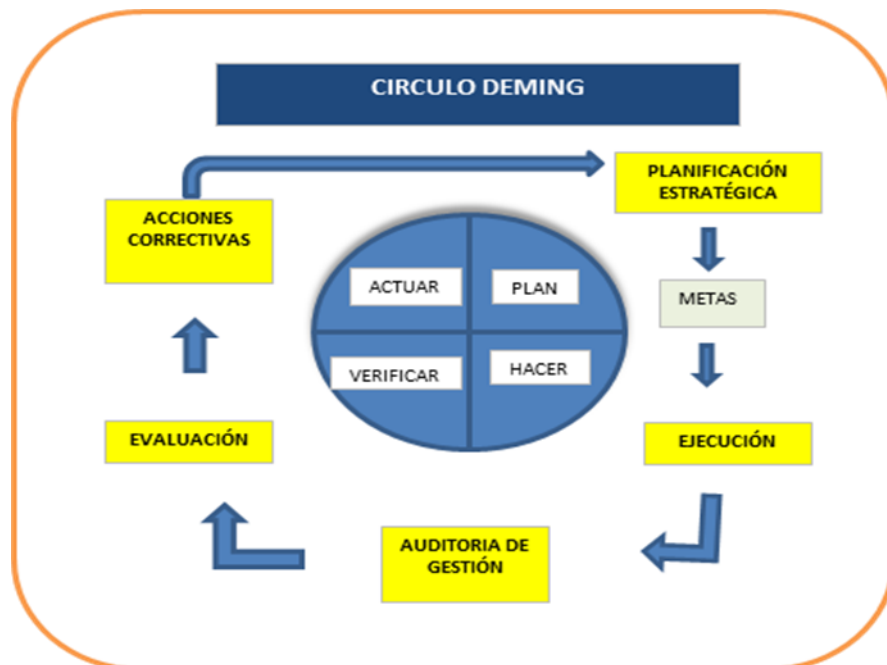 CIRCULO DEMING
PLANIFICACIÓN
ESTRATÉGICA
ACCIONES
CORRECTIVAS
ACTUAR
PLAN
METAS
VERIFICAR
HACER
EVALUACIÓN
EJECUCIÓN
AUDITORIA DE
GESTIÓN